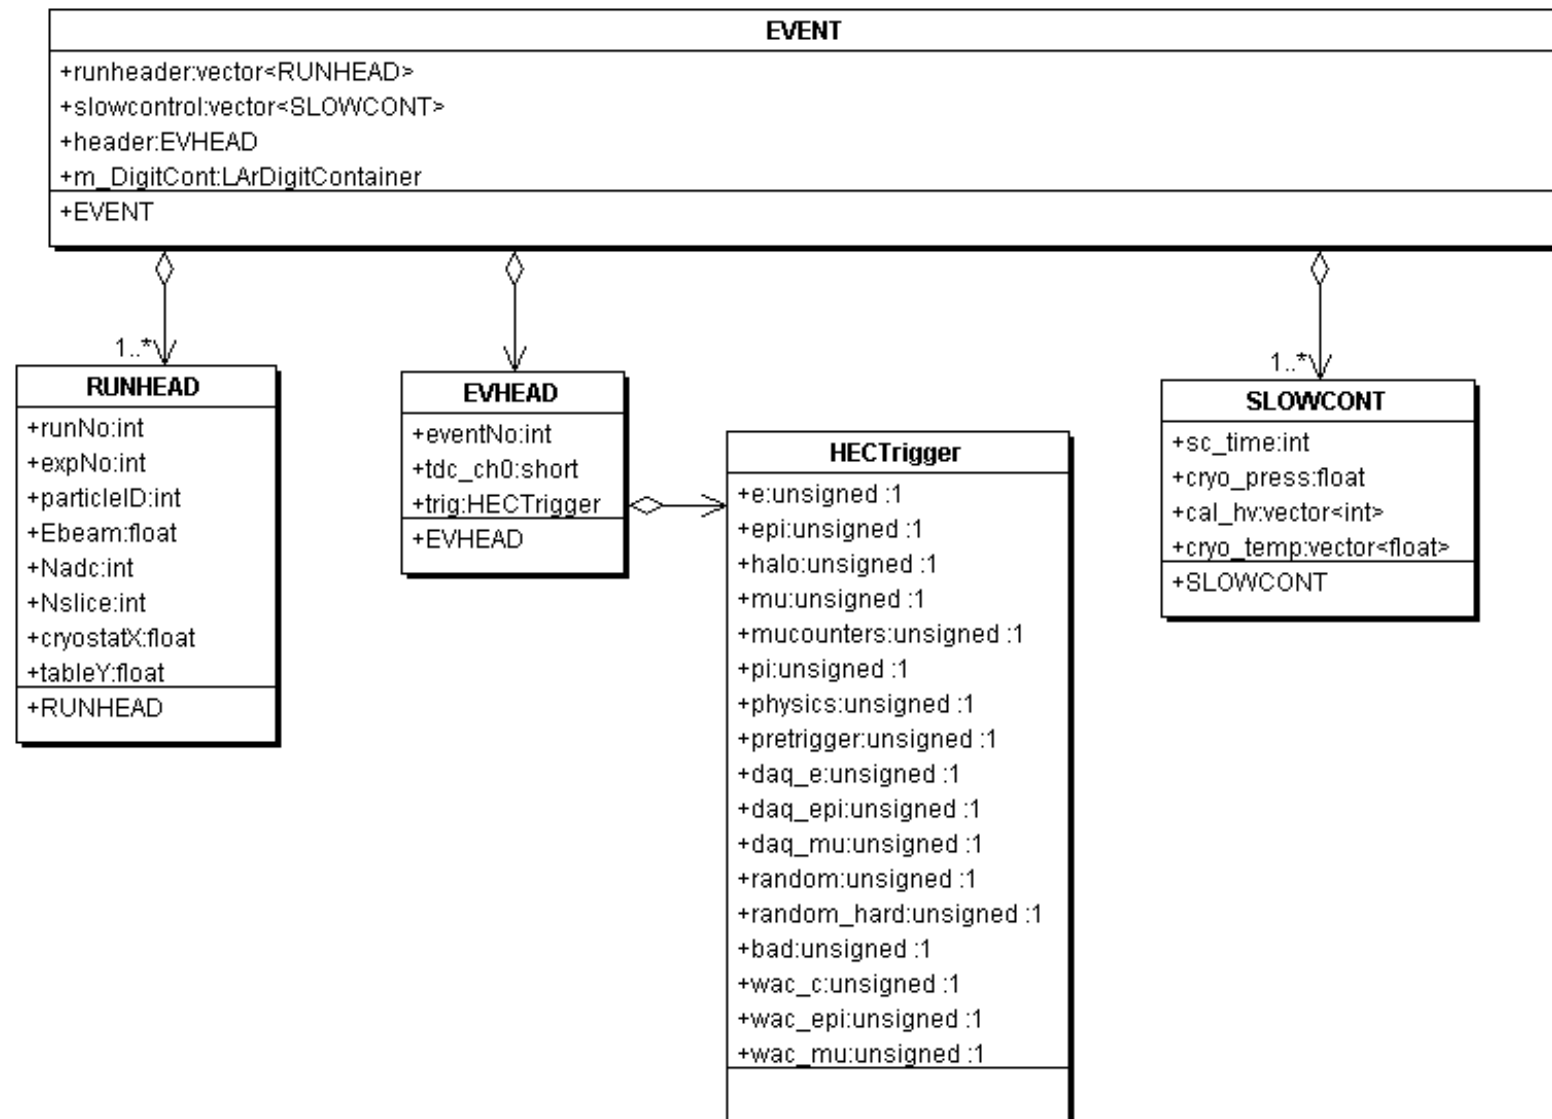 EVENT
+runheader:vector<RUNHEAD>
+slowcontrol:vector<SLOWCONT>
+header:EVHEAD
+m_DigitCont:LArDigitContainer
+EVENT
1..*
RUNHEAD
+runNo:int
+expNo:int
+particleID:int
+Ebeam:float
+Nadc:int
+Nslice:int
+cryostatX:float
+tableY:float
+RUNHEAD
EVHEAD
+eventNo:int
+tdc_ch0:short
+trig:HECTrigger
+EVHEAD
HECTrigger
+e:unsigned :1
+epi:unsigned :1
+halo:unsigned :1
+mu:unsigned :1
+mucounters:unsigned :1
+pi:unsigned :1
+physics:unsigned :1
+pretrigger:unsigned :1
+daq_e:unsigned :1
+daq_epi:unsigned :1
+daq_mu:unsigned :1
+random:unsigned :1
+random_hard:unsigned :1
+bad:unsigned :1
+wac_c:unsigned :1
+wac_epi:unsigned :1
+wac_mu:unsigned :1
1..*
SLOWCONT
+sc_time:int
+cryo_press:float
+cal_hv:vector<int>
+cryo_temp:vector<float>
+SLOWCONT